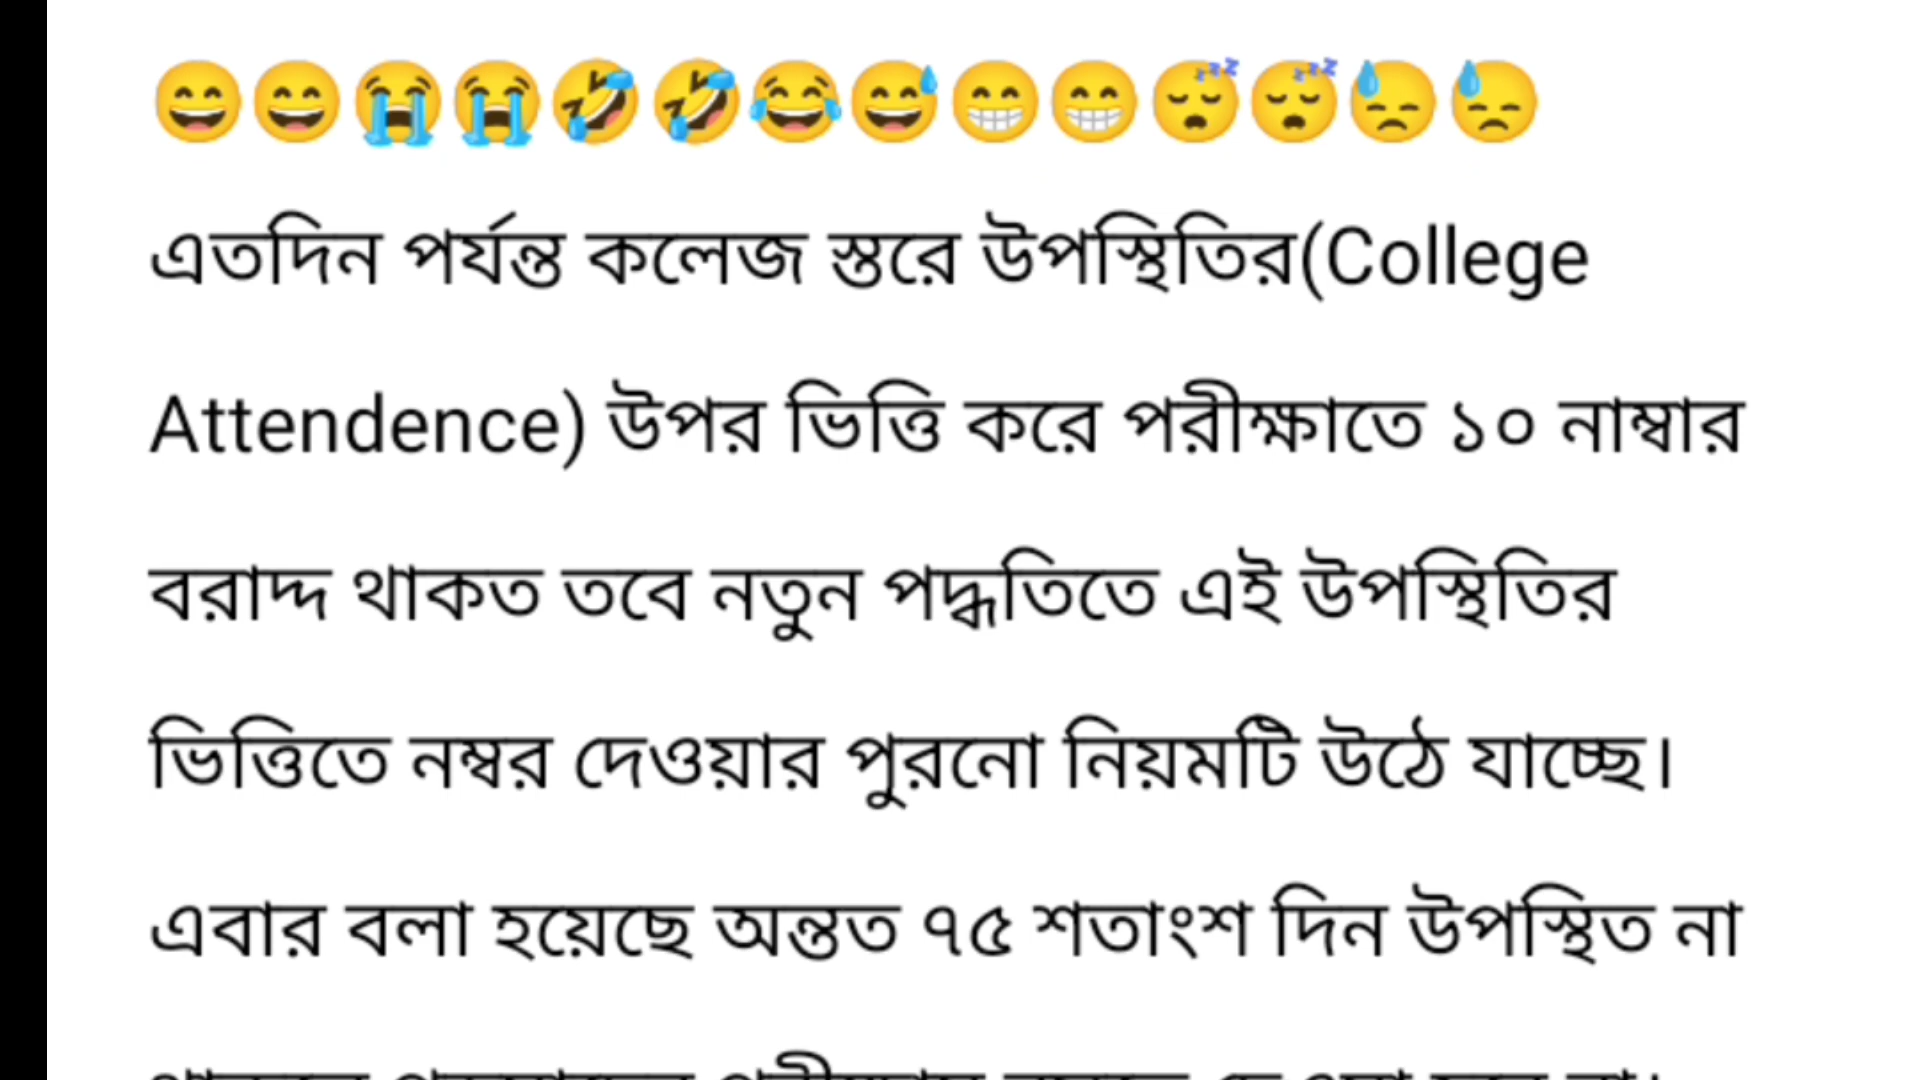 😄😄😭😭🤣🤣😂😅😁😁😴😴😓😓
এতদিন পর্যন্ত কলেজ স্তরে উপস্থিতির(College
Attendence) উপর ভিত্তি করে পরীক্ষাতে ১০ নাম্বার
বরাদ্দ থাকত তবে নতুন পদ্ধতিতে এই উপস্থিতির
ভিত্তিতে নম্বর দেওয়ার পুরনো নিয়মটি উঠে যাচ্ছে।
এবার বলা হয়েছে অন্তত ৭৫ শতাংশ দিন উপস্থিত না